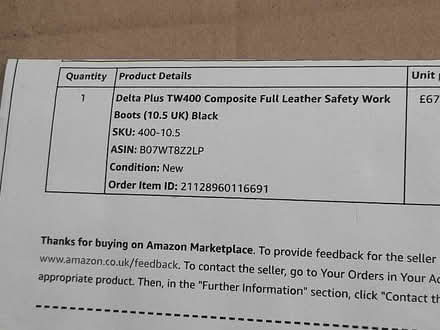 Quantity Product Details Unit
1 Delta Plus TW400 Composite Full Leather Safety Work £67
Boots (10.5 UK) Black
SKU: 400-10.5
ASIN: B07WT8Z2LP
Condition: New
Order Item ID: 21128960116691
Thanks for buying on Amazon Marketplace. To provide feedback for the seller
www.amazon.co.uk/feedback. To contact the seller, go to Your Orders in Your Ac
appropriate product. Then, in the "Further Information" section, click "Contact th